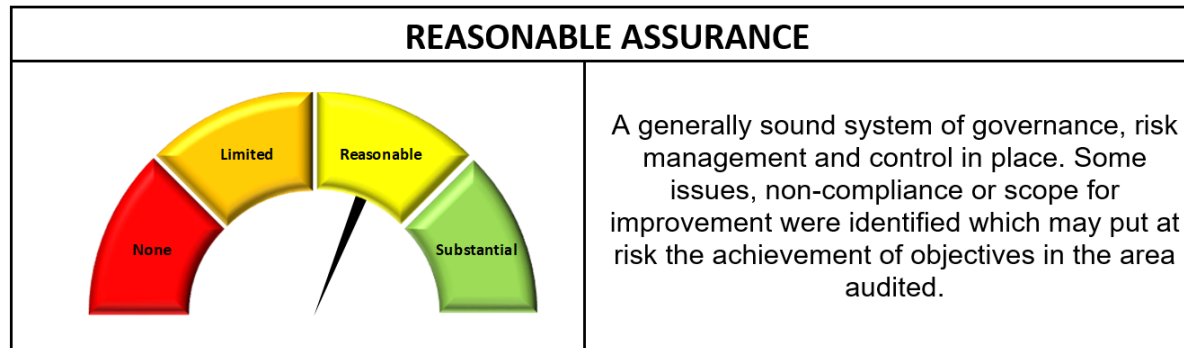 REASONABLE ASSURANCE
Limited
Reasonable
None
Substantial
A generally sound system of governance, risk
management and control in place. Some
issues, non-compliance or scope for
improvement were identified which may put at
risk the achievement of objectives in the area
audited.